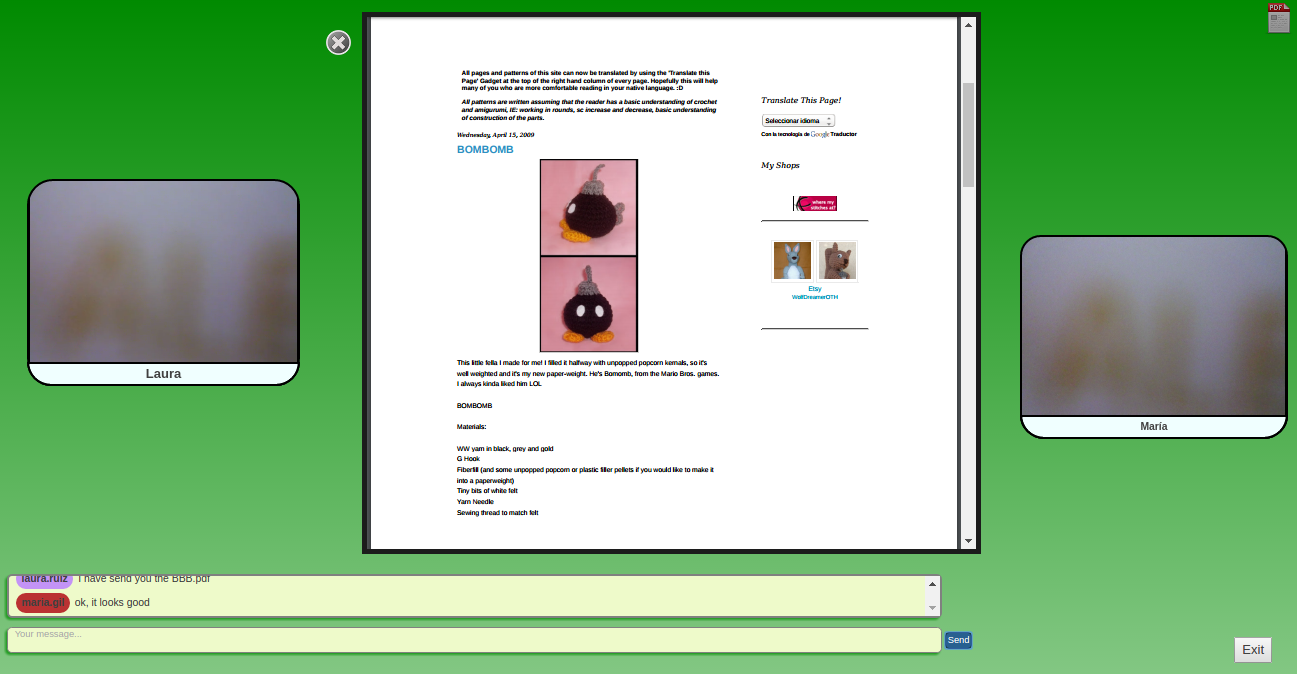 PDF
All pages and patterns of this site can now be translated by using the 'Translate this
Page' Gadget at the top of the right hand column of every page. Hopefully this will help
many of you who are more comfortable reading in your native language. :D
All patterns are written assuming that the reader has a basic understanding of crochet
and amigurumi, IE: working in rounds, sc increase and decrease, basic understanding
of construction of the parts.
Wednesday, April 15, 2009
BOMBOMB
This little fella I made for me! I filled it halfway with unpopped popcorn kernals, so it's
well weighted and it's my new paper-weight. He's Bomomb, from the Mario Bros. games.
I always kinda liked him LOL
BOMBOMB
Materials:
WW yarn in black, grey and gold
G Hook
Fiberfill (and some unpopped popcorn or plastic filler pellets if you would like to make it
into a paperweight)
Tiny bits of white felt
Yarn Needle
Sewing thread to match felt
Translate This Page!
Seleccionar idioma
Con la tecnología de Google Traductor
My Shops
where my
stitches at?
Etsy
WolfDreamerOTH
Laura
María
laura.ruiz I have send you the BBB.pdf
maria.gil ok, it looks good
Your message...
Send
Exit